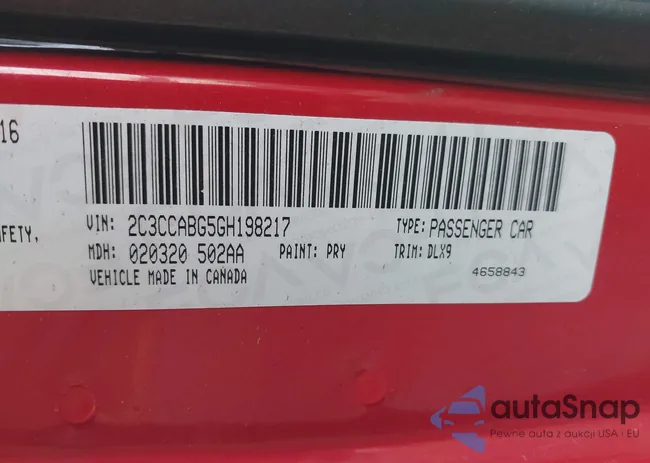 16
AFETY,
VIN: 2C3CCABG5GH198217 TYPE: PASSENGER CAR
MDH: 020320 502AA PAINT: PRY TRIM: DLX9
VEHICLE MADE IN CANADA 4658843
autaSnap
Pewne auta z aukcji USA i EU